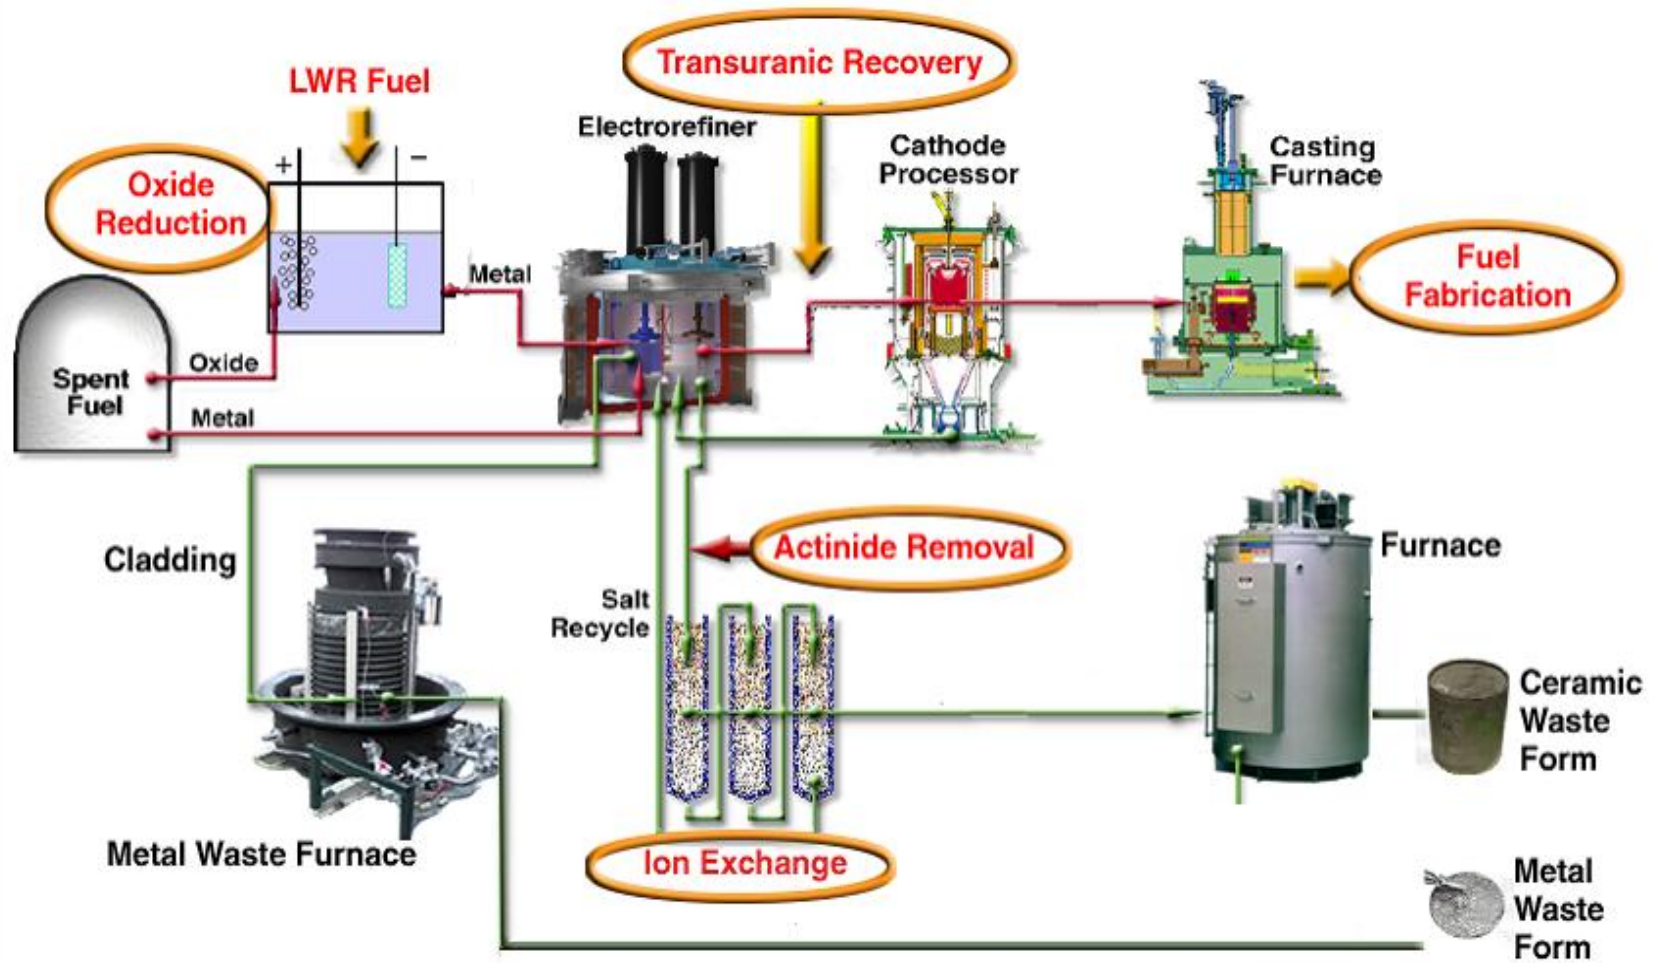 Transuranic Recovery
LWR Fuel
Electrorefiner
Cathode
Processor
Casting
Furnace
+
−
Oxide
Reduction
Metal
Fuel
Fabrication
Spent
Fuel
Oxide
Metal
Cladding
Actinide Removal
Furnace
Salt
Recycle
Ceramic
Waste
Form
Metal Waste Furnace
Ion Exchange
Metal
Waste
Form